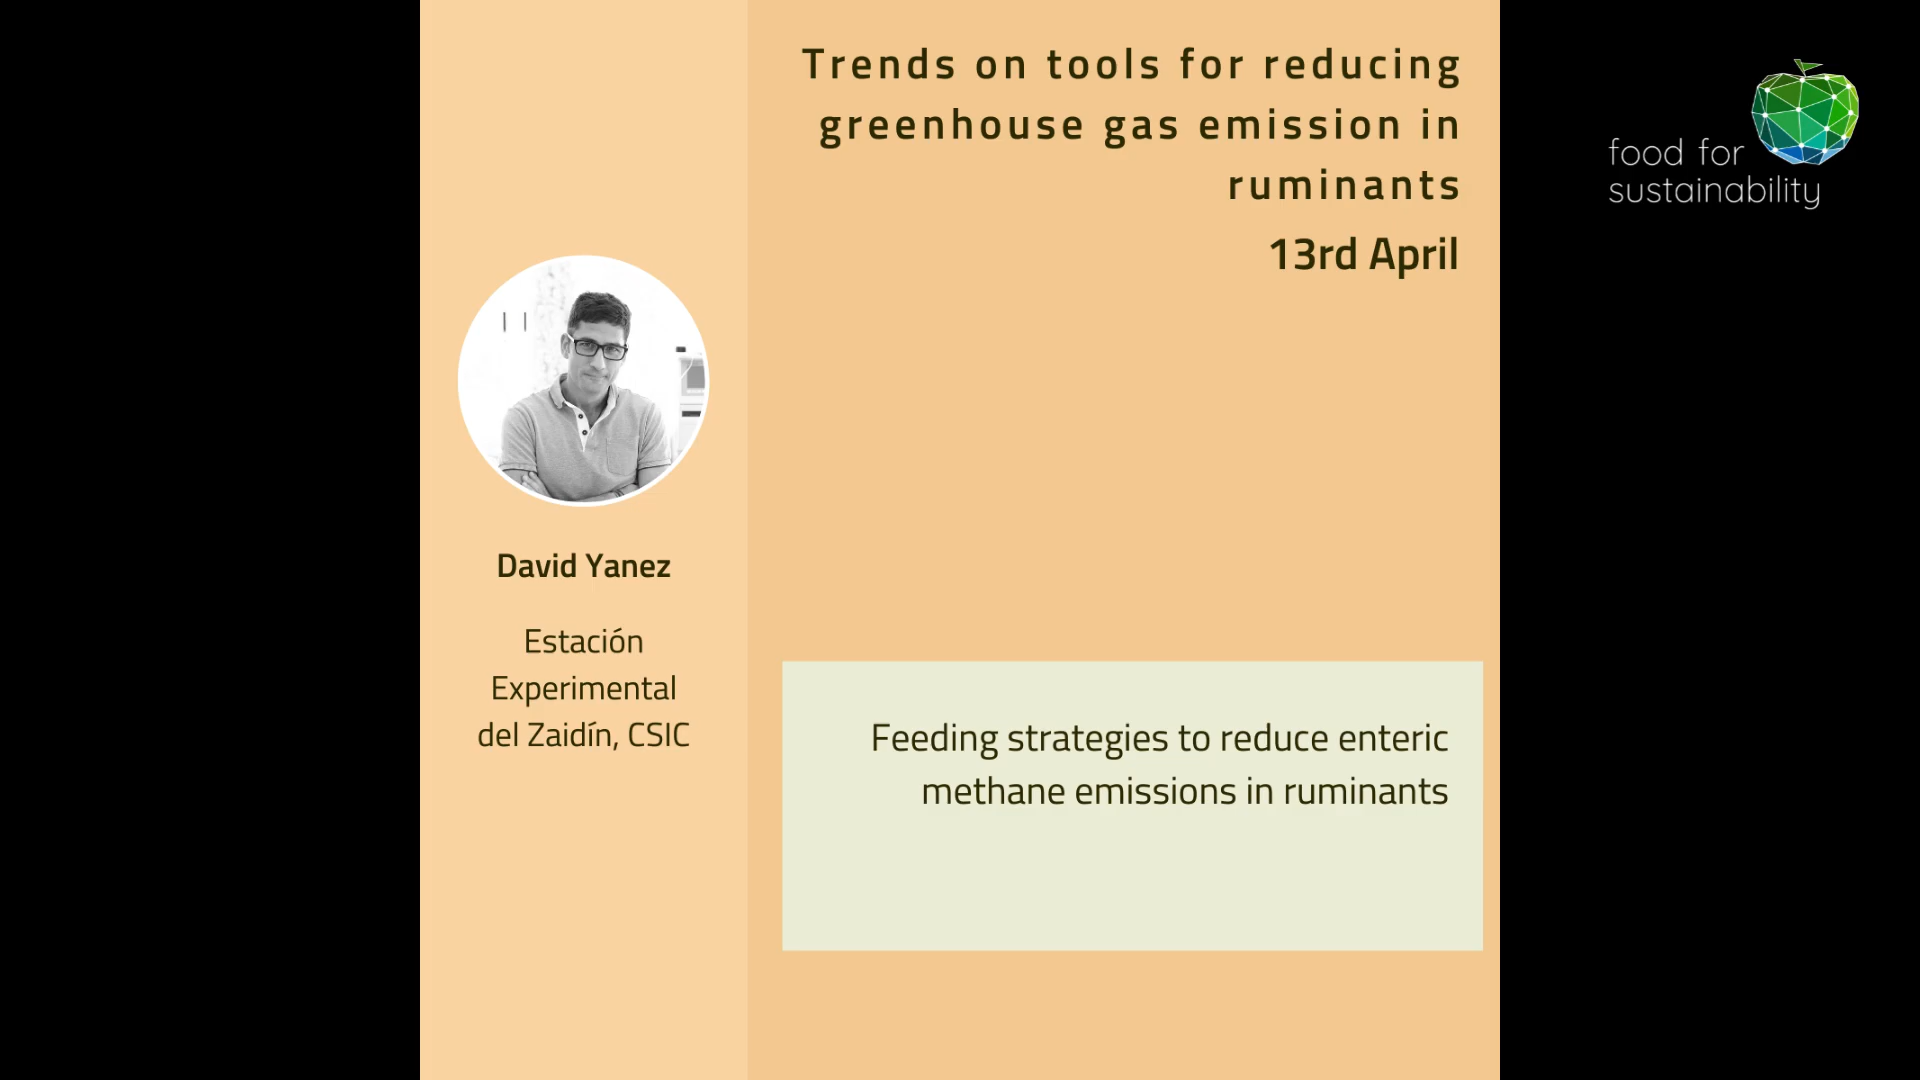 Trends on tools for reducing
greenhouse gas emission in
ruminants
13rd April
food for
sustainability
David Yanez
Estación
Experimental
del Zaidín, CSIC
Feeding strategies to reduce enteric
methane emissions in ruminants